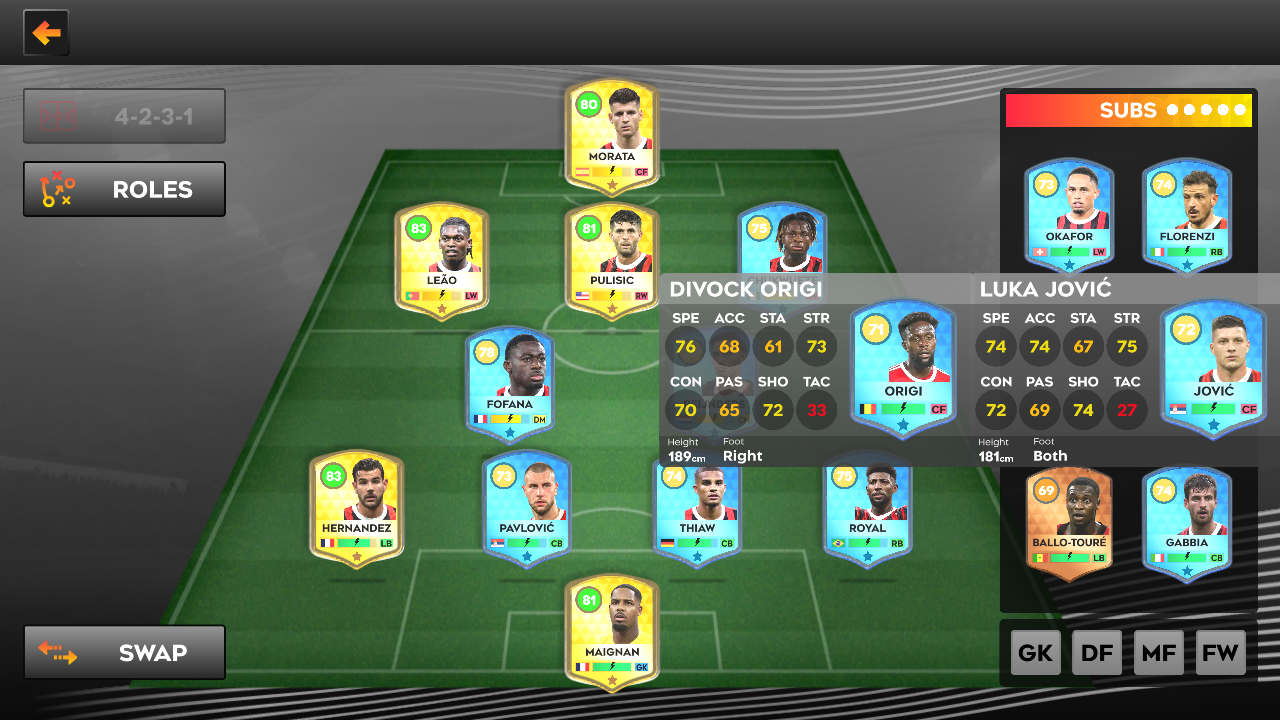 4-2-3-1
ROLES
SUBS
80
MORATA
CF
83
LEÃO
LW
81
PULISIC
RW
75
73
OKAFOR
LW
74
FLORENZI
RB
DIVOCK ORIGI
SPE ACC STA STR
76 68 61 73
CON PAS SHO TAC
70 65 72 33
Height Foot
189cm Right
71
ORIGI
CF
LUKA JOVIĆ
SPE ACC STA STR
74 74 67 75
CON PAS SHO TAC
72 69 74 27
Height Foot
181cm Both
72
JOVIĆ
CF
78
FOFANA
DM
83
HERNANDEZ
LB
73
PAVLOVIĆ
CB
74
THIAW
CB
75
ROYAL
RB
69
BALLO-TOURÉ
LB
74
GABBIA
CB
81
MAIGNAN
GK
SWAP
GK DF MF FW